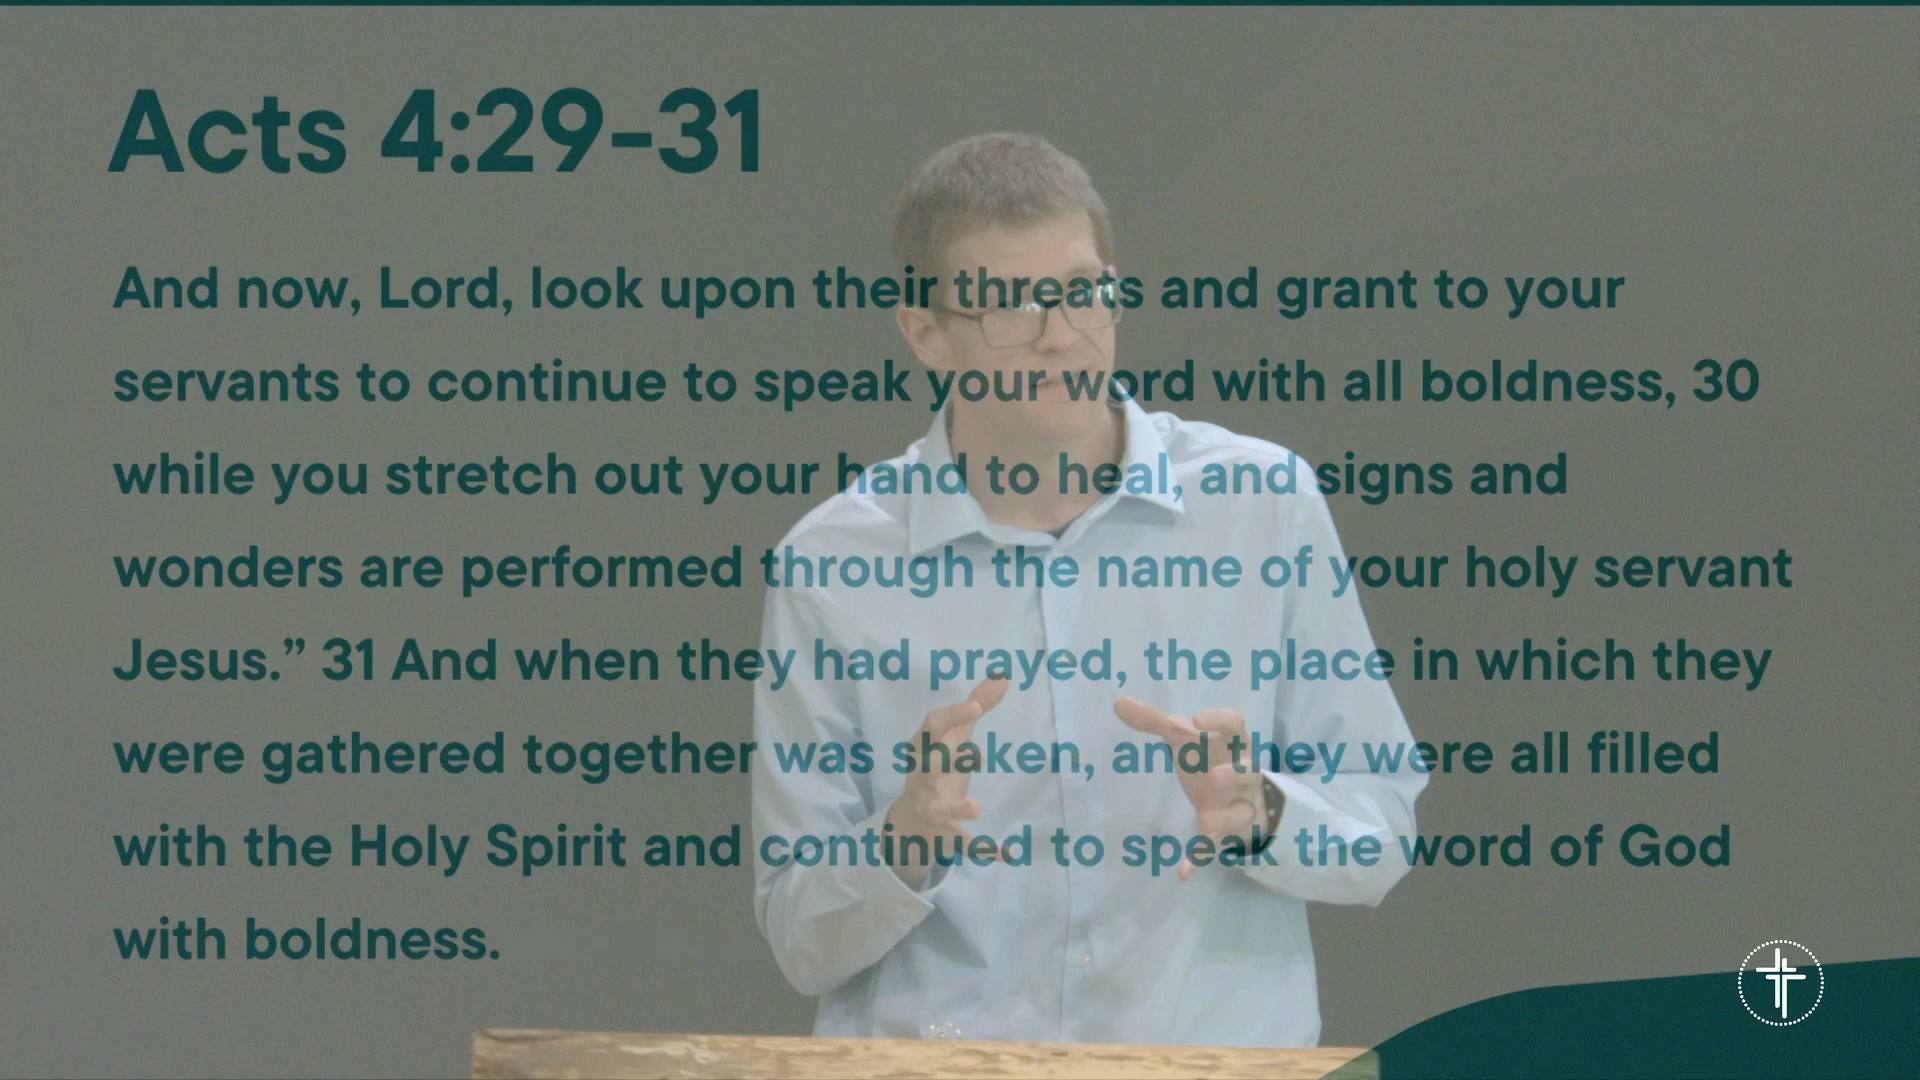 Acts 4:29-31
And now, Lord, look upon their threats and grant to your
servants to continue to speak your word with all boldness, 30
while you stretch out your hand to heal, and signs and
wonders are performed through the name of your holy servant
Jesus.” 31 And when they had prayed, the place in which they
were gathered together was shaken, and they were all filled
with the Holy Spirit and continued to speak the word of God
with boldness.